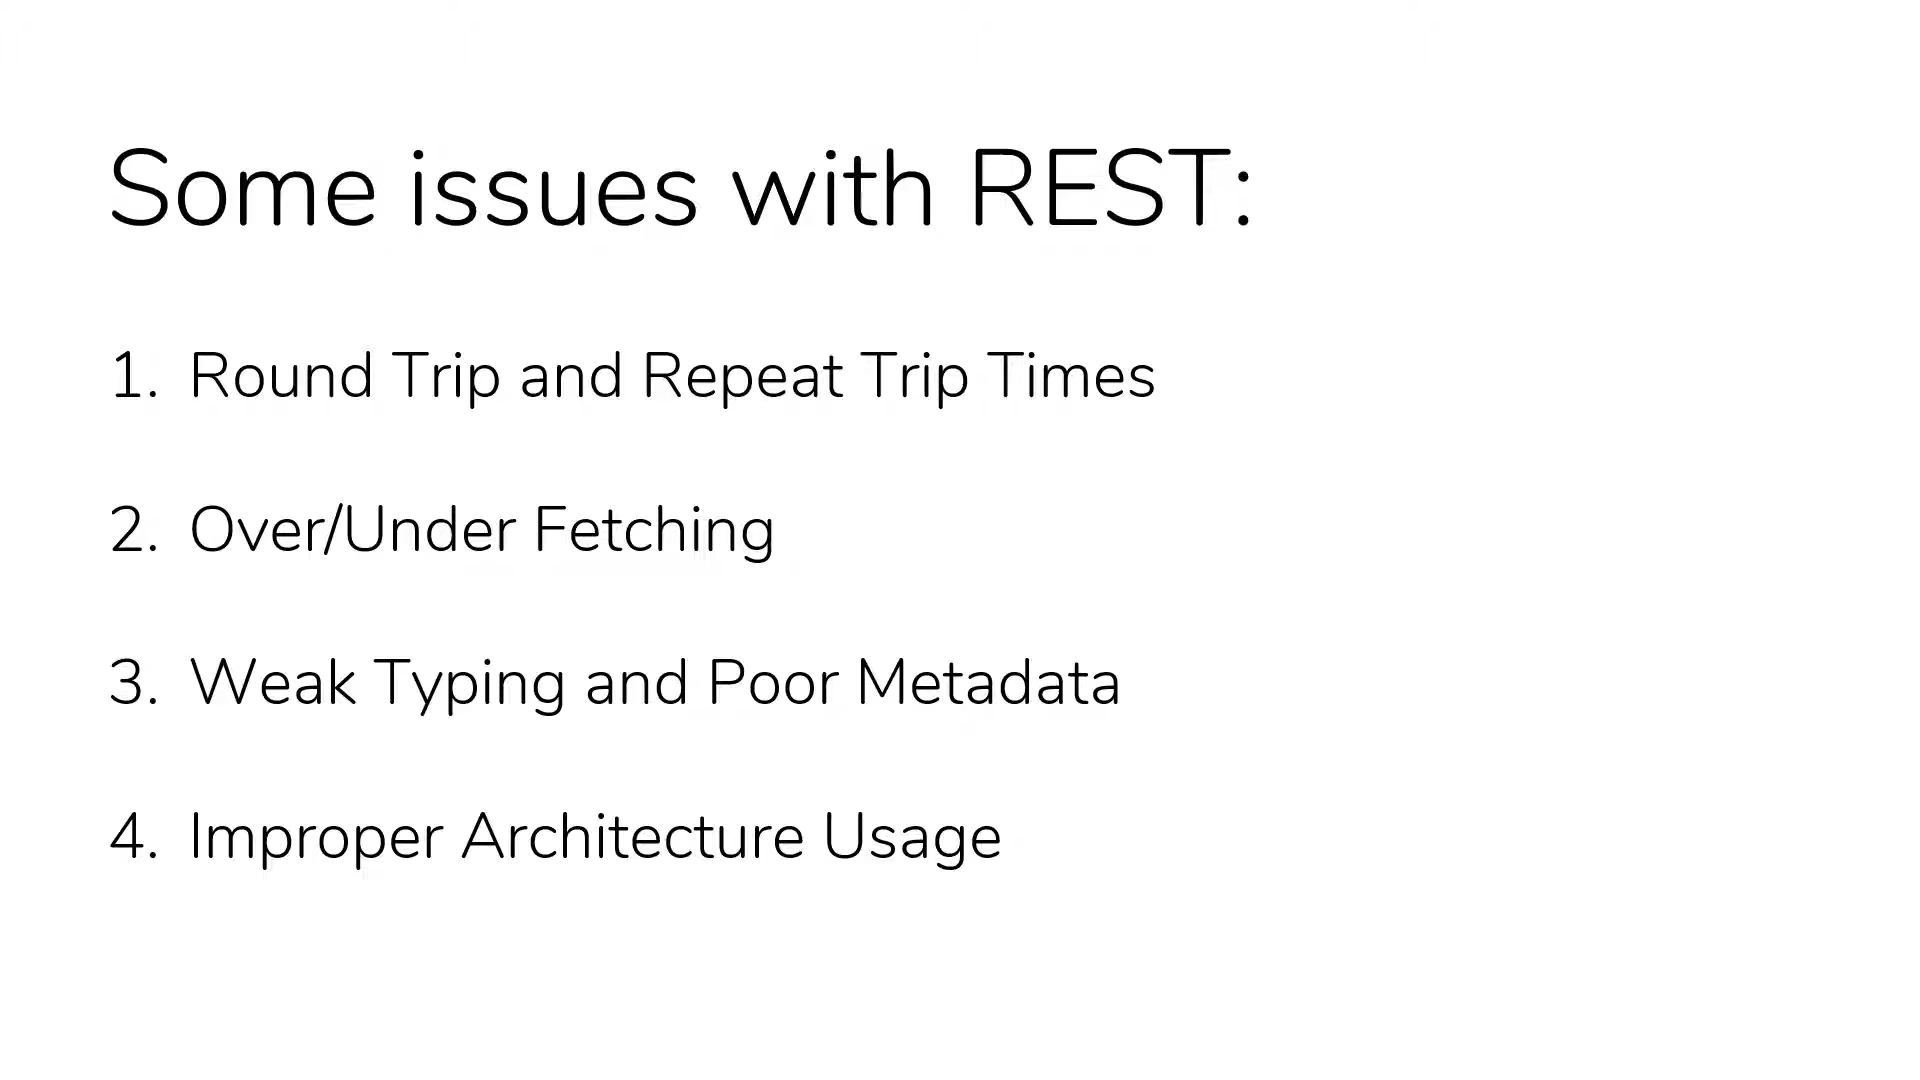 Some issues with REST:
1. Round Trip and Repeat Trip Times
2. Over/Under Fetching
3. Weak Typing and Poor Metadata
4. Improper Architecture Usage